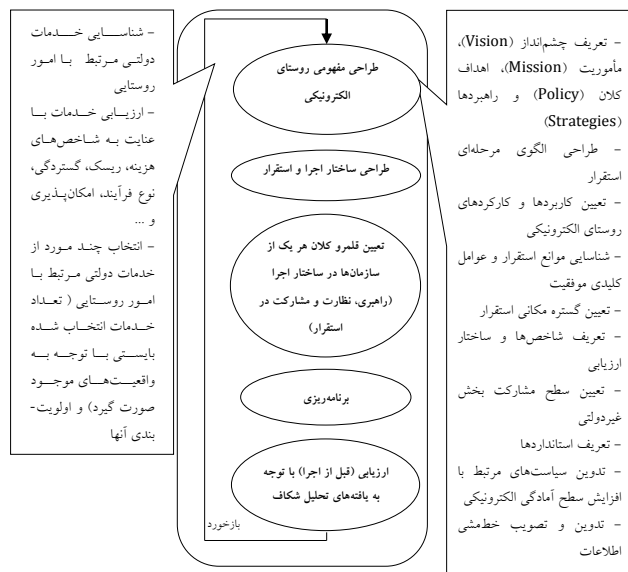 - تعریف چشم‌انداز (Vision)،
مأموریت (Mission)، اهداف
کلان (Policy) و راهبردها
(Strategies)
- طراحی الگوی مرحله‌ای
استقرار
- تعیین کاربردها و کارکردهای
روستای الکترونیکی
- شناسایی موانع استقرار و عوامل
کلیدی موفقیت
- تعیین گستره مکانی استقرار
- تعریف شاخص‌ها و ساختار
ارزیابی
- تعیین سطح مشارکت بخش
غیردولتی
- تعریف استانداردها
- تدوین سیاست‌های مرتبط با
افزایش سطح آمادگی الکترونیکی
- تدوین و تصویب خط‌مشی
اطلاعات
طراحی مفهومی روستای
الکترونیکی
طراحی ساختار اجرا و استقرار
تعیین قلمرو کلان هر یک از
سازمان‌ها در ساختار اجرا
(راهبری، نظارت و مشارکت در
استقرار)
برنامه‌ریزی
ارزیابی (قبل از اجرا) با توجه
به یافته‌های تحلیل شکاف
بازخورد
- شناسایی خدمات
دولتی مرتبط با امور
روستایی
- ارزیابی خدمات با
عنایت به شاخص‌های
هزینه، ریسک، گستردگی،
نوع فرآیند، امکان‌پذیری
و ...
- انتخاب چند مورد از
خدمات دولتی مرتبط با
امور روستایی ( تعداد
خدمات انتخاب شده
بایستی با توجه به
واقعیت‌های موجود
صورت گیرد) و اولویت-
بندی آنها